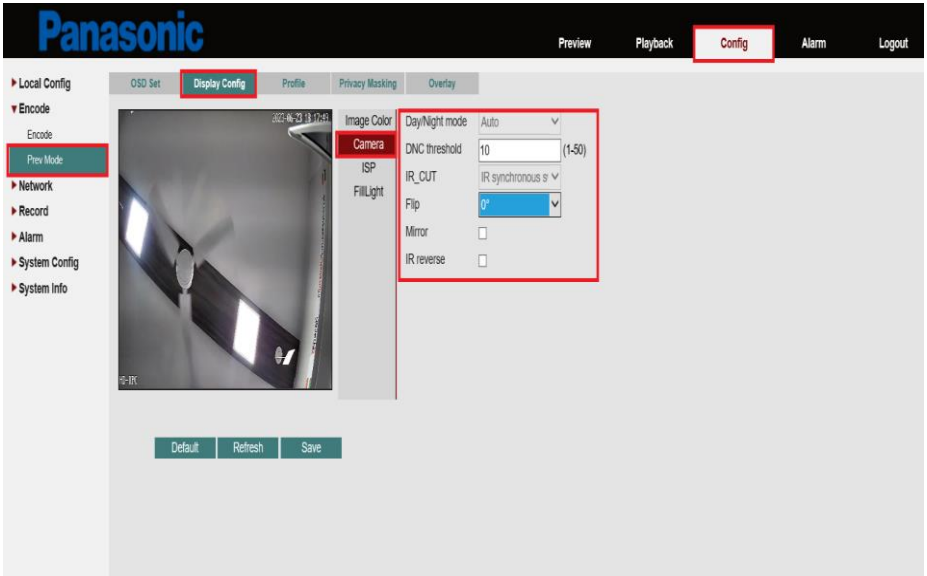 Panasonic
Preview Playback Config Alarm Logout
Local Config
Encode
Encode
Prev Mode
Network
Record
Alarm
System Config
System Info
OSD Set Display Config Profile Privacy Masking Overlay
HD-IPC
Image Color
Camera
ISP
FillLight
Day/Night mode Auto
DNC threshold 10 (1-50)
IR_CUT IR synchronous s
Flip 0°
Mirror
IR reverse
Default Refresh Save